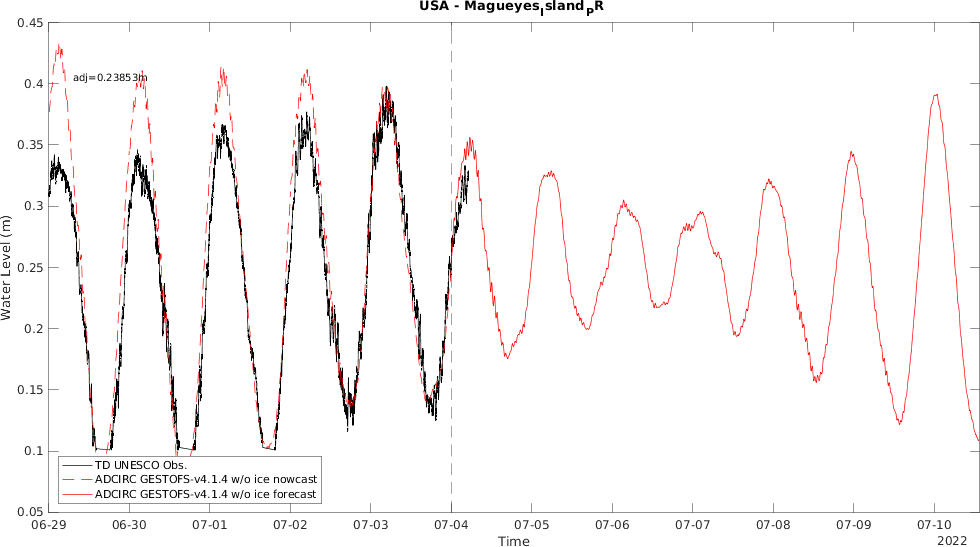 USA - Magueyes_Island_PR
0.45
0.4
adj=0.23853m
0.35
0.3
0.25
0.2
0.15
0.1
0.05
Water Level (m)
TD UNESCO Obs.
ADCIRC GESTOFS-v4.1.4 w/o ice nowcast
ADCIRC GESTOFS-v4.1.4 w/o ice forecast
06-29 06-30 07-01 07-02 07-03 07-04 07-05 07-06 07-07 07-08 07-09 07-10
Time
2022